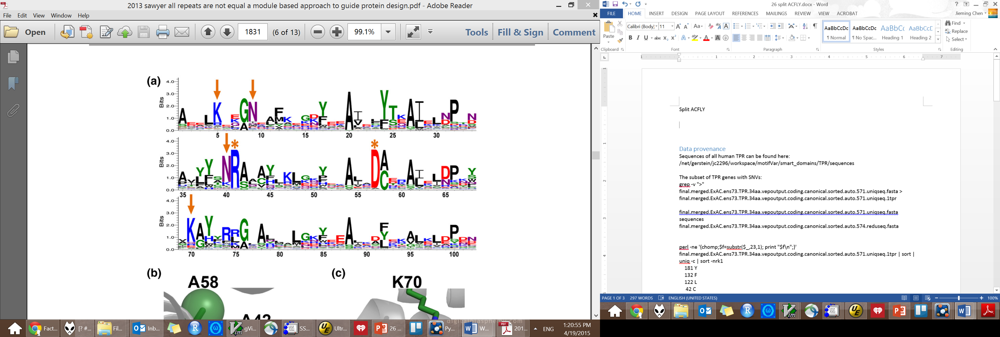 2013 sawyer all repeats are not equal a module based approach to guide protein design.pdf - Adobe Reader
File Edit View Window Help
Open 1831 (6 of 13) 99.1% Tools Fill & Sign Comment
(a)
4.0
3.0
2.0
1.0
0.0
Bits
5 10 15 20 25 30
4.0
3.0
2.0
1.0
0.0
Bits
35 40 45 50 55 60 65
4.0
3.0
2.0
1.0
0.0
Bits
70 75 80 85 90 95 100
(b) A58
(c) K70
A42
Fact... [? #... Fil... Inb... gVi... SS... Ultr... 26 ... Py... W... 201... ENG
1:20:55 PM
4/19/2015
26 split ACFLY.docx - Word
FILE HOME INSERT DESIGN PAGE LAYOUT REFERENCES MAILINGS REVIEW VIEW ACROBAT Jieming Chen
Paste Calibri (Body) 11
AaBbCcDc AaBbCcDc AaBbCc AaBbCcD
¶ Normal ¶ No Spac... Heading 1 Heading 2
Find
Replace
Select
Clipboard Font Paragraph Styles Editing
Split ACFLY
Data provenance
Sequences of all human TPR can be found here:
/net/gerstein/jc2296/workspace/motifVar/smart_domains/TPR/sequences
The subset of TPR genes with SNVs:
grep -v ">"
final.merged.ExAC.ens73.TPR.34aa.vepoutput.coding.canonical.sorted.auto.571.uniqseq.fasta >
final.merged.ExAC.ens73.TPR.34aa.vepoutput.coding.canonical.sorted.auto.571.uniqseq.1tpr
final.merged.ExAC.ens73.TPR.34aa.vepoutput.coding.canonical.sorted.auto.571.uniqseq.fasta
sequences
final.merged.ExAC.ens73.TPR.34aa.vepoutput.coding.canonical.sorted.auto.574.reduseq.fasta
perl -ne '{chomp;$f=substr($_,23,1); print "$f\n";}'
final.merged.ExAC.ens73.TPR.34aa.vepoutput.coding.canonical.sorted.auto.571.uniqseq.1tpr | sort |
uniq -c | sort -nrk1
181 Y
132 F
122 L
42 C
PAGE 1 OF 3 297 WORDS ENGLISH (UNITED STATES) 100%